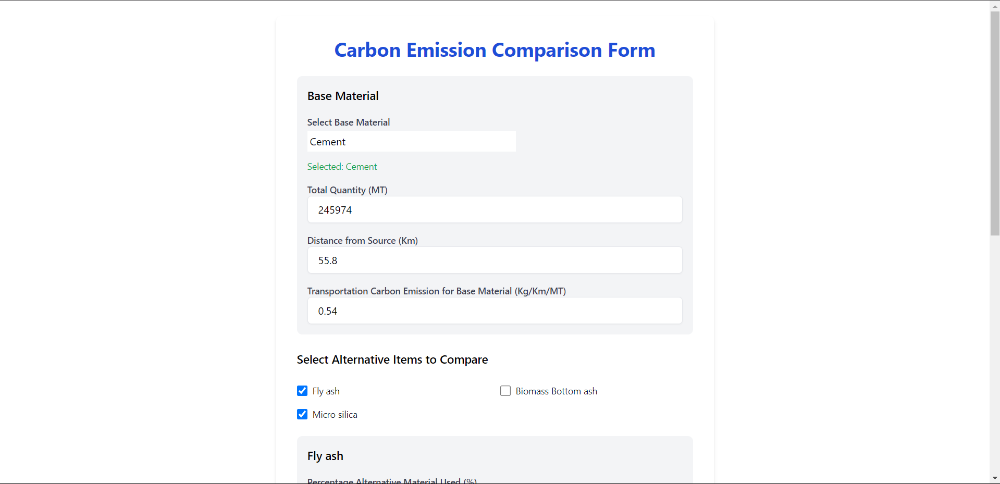 Carbon Emission Comparison Form
Base Material
Select Base Material
Cement
Selected: Cement
Total Quantity (MT)
245974
Distance from Source (Km)
55.8
Transportation Carbon Emission for Base Material (Kg/Km/MT)
0.54
Select Alternative Items to Compare
Fly ash
Biomass Bottom ash
Micro silica
Fly ash
Percentage Alternative Material Used (%)